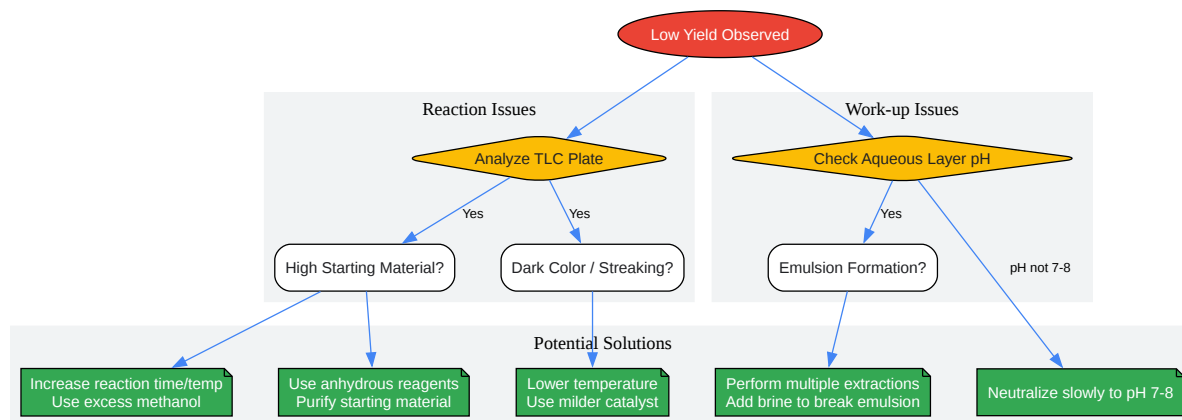 Low Yield Observed
Reaction Issues
Work-up Issues
Analyze TLC Plate
Check Aqueous Layer pH
Yes
Yes
Yes
High Starting Material?
Dark Color / Streaking?
Emulsion Formation?
pH not 7-8
Potential Solutions
Increase reaction time/temp
Use excess methanol
Use anhydrous reagents
Purify starting material
Lower temperature
Use milder catalyst
Perform multiple extractions
Add brine to break emulsion
Neutralize slowly to pH 7-8